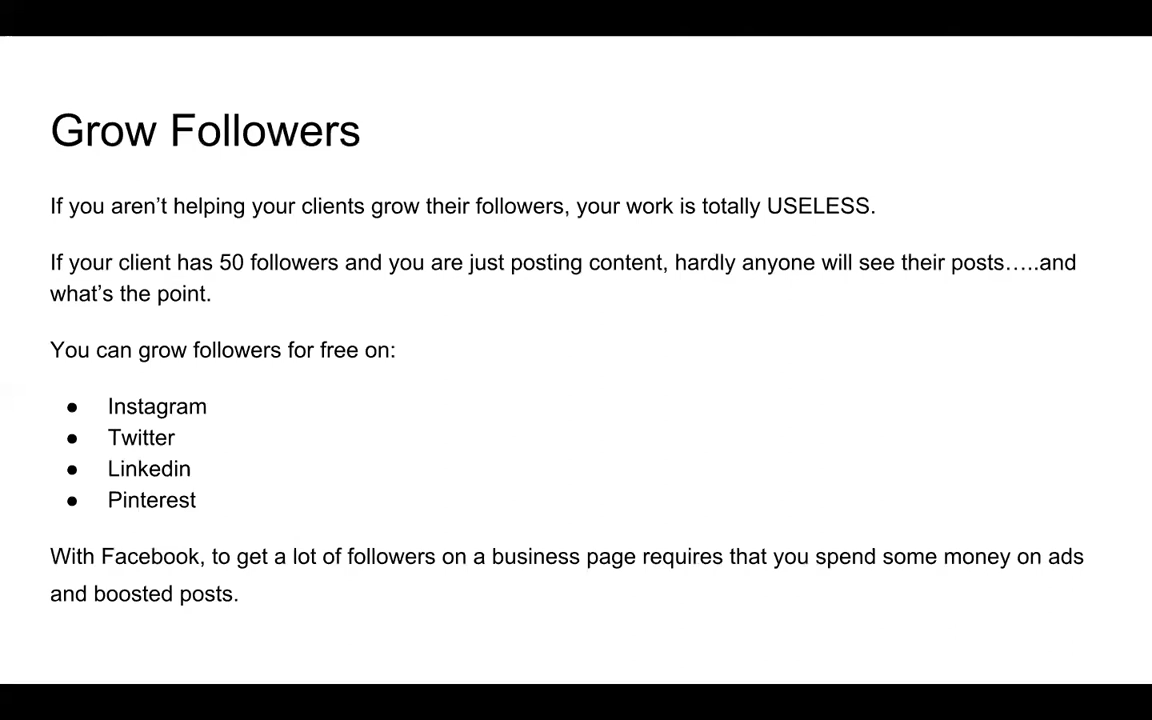 Grow Followers
If you aren’t helping your clients grow their followers, your work is totally USELESS.
If your client has 50 followers and you are just posting content, hardly anyone will see their posts…..and
what’s the point.
You can grow followers for free on:
● Instagram
● Twitter
● Linkedin
● Pinterest
With Facebook, to get a lot of followers on a business page requires that you spend some money on ads
and boosted posts.